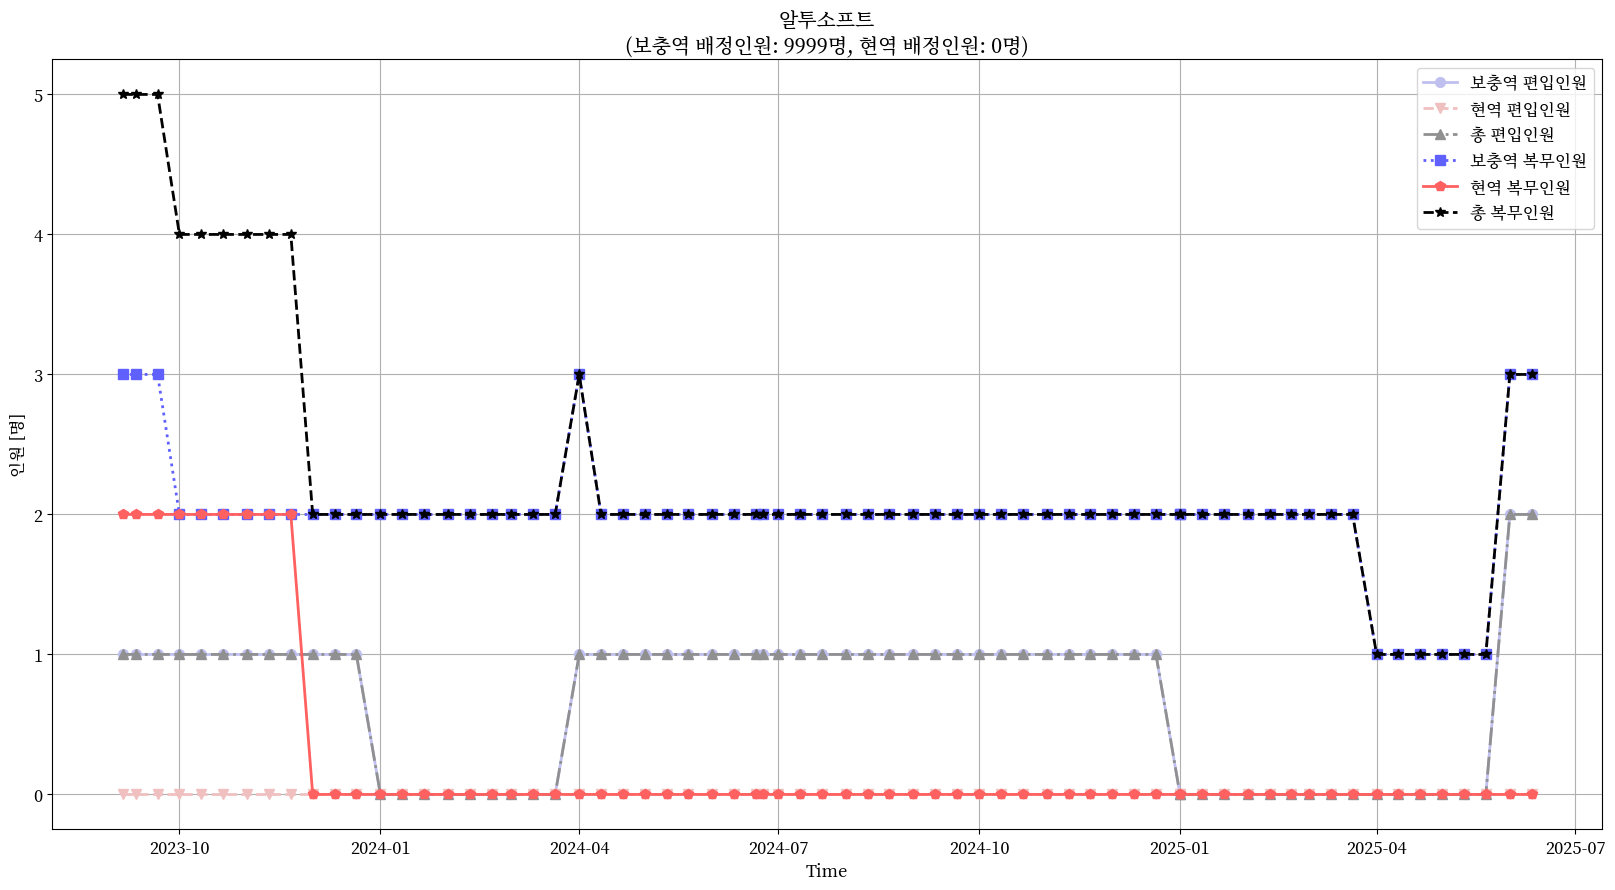 알투소프트
(보충역 배정인원: 9999명, 현역 배정인원: 0명)
보충역 편입인원
현역 편입인원
총 편입인원
보충역 복무인원
현역 복무인원
총 복무인원
인원 [명]
5
4
3
2
1
0
2023-10
2024-01
2024-04
2024-07
2024-10
2025-01
2025-04
2025-07
Time